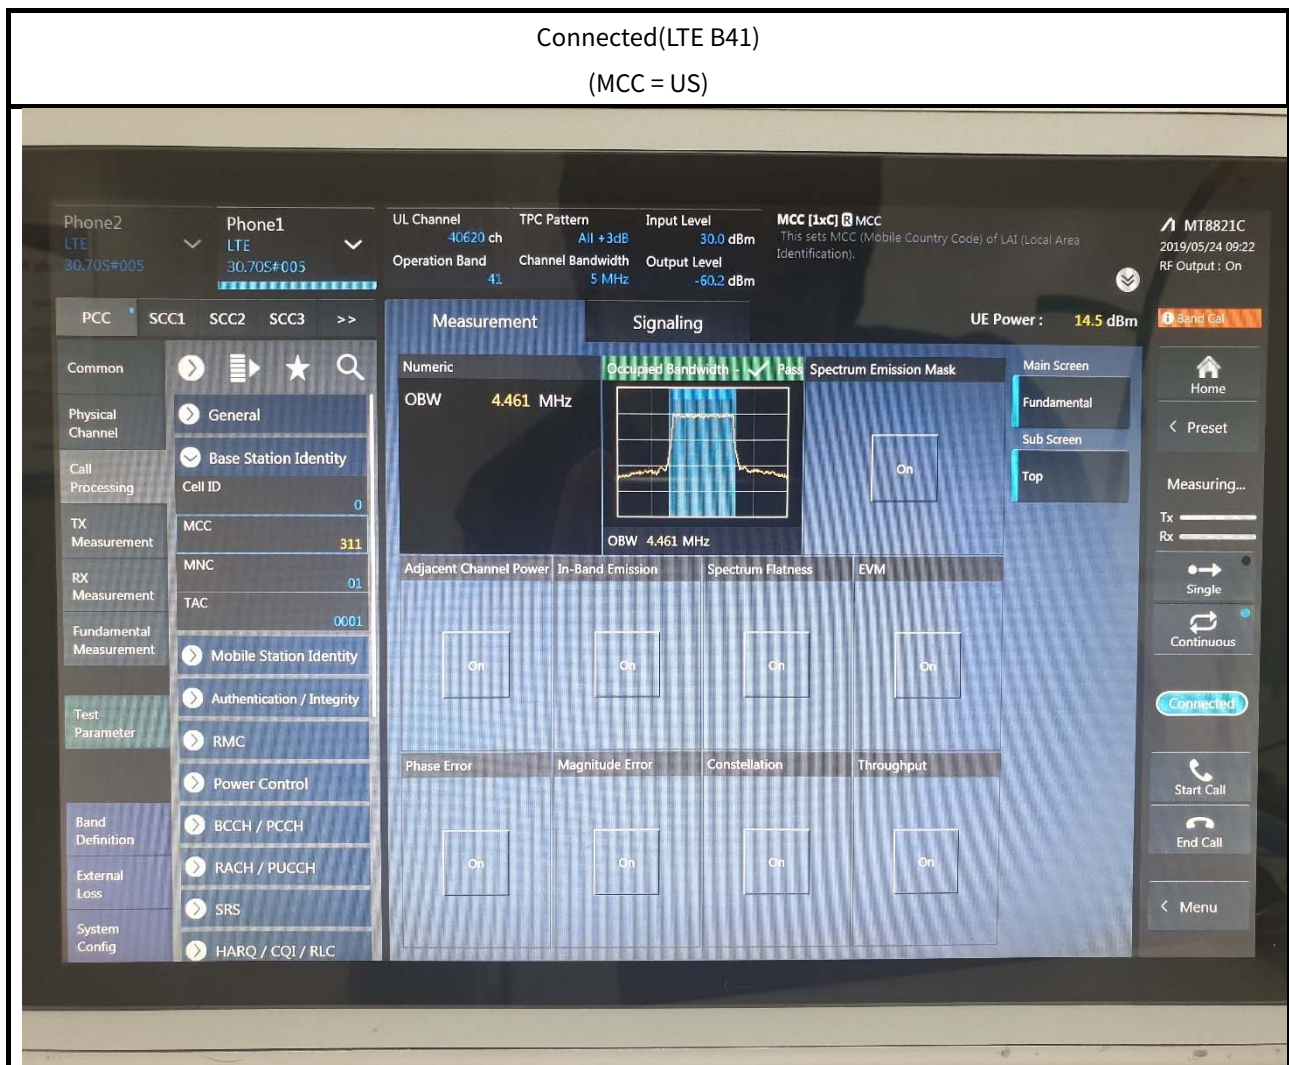 Connected(LTE B41)
(MCC = US)
Phone2
LTE
30.70S#005
Phone1
LTE
30.70S#005
UL Channel
40620 ch
Operation Band
41
TPC Pattern
All +3dB
Channel Bandwidth
5 MHz
Input Level
30.0 dBm
Output Level
-60.2 dBm
MCC [1xC] R MCC
This sets MCC (Mobile Country Code) of LAI (Local Area
Identification).
MT8821C
2019/05/24 09:22
RF Output : On
PCC SCC1 SCC2 SCC3 >>
Measurement
Signaling
UE Power : 14.5 dBm
Band Cal
Common
Physical
Channel
Call
Processing
TX
Measurement
RX
Measurement
Fundamental
Measurement
Test
Parameter
Band
Definition
External
Loss
System
Config
General
Base Station Identity
Cell ID
0
MCC
311
MNC
01
TAC
0001
Mobile Station Identity
Authentication / Integrity
RMC
Power Control
BCCH / PCCH
RACH / PUCCH
SRS
HARQ / CQI / RLC
Numeric
OBW 4.461 MHz
Occupied Bandwidth - Pass
OBW 4.461 MHz
Spectrum Emission Mask
On
Adjacent Channel Power
On
In-Band Emission
On
Spectrum Flatness
On
EVM
On
Phase Error
On
Magnitude Error
On
Constellation
On
Throughput
On
Main Screen
Fundamental
Sub Screen
Top
Home
< Preset
Measuring...
Tx
Rx
Single
Continuous
Connected
Start Call
End Call
< Menu